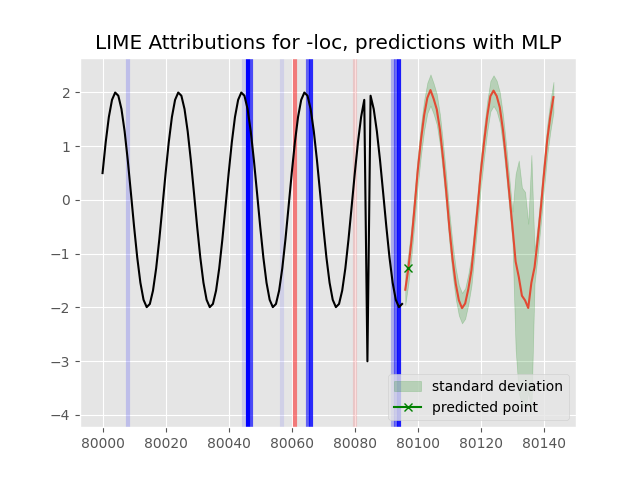 LIME Attributions for -loc, predictions with MLP
2
1
0
−1
−2
−3
−4
80000 80020 80040 80060 80080 80100 80120 80140
standard deviation
predicted point